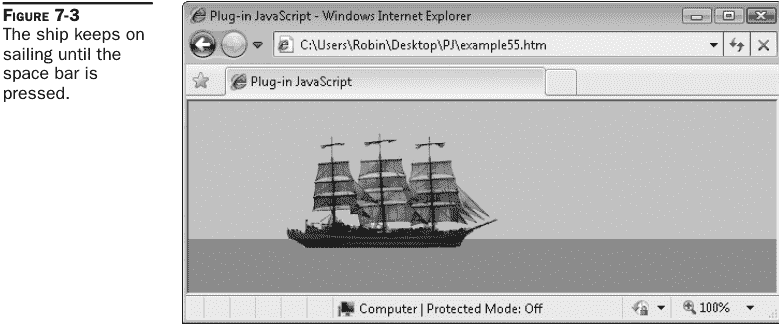 FIGURE 7-3
The ship keeps on
sailing until the
space bar is
pressed.
Plug-in JavaScript - Windows Internet Explorer
C:\Users\Robin\Desktop\PJ\example55.htm
Plug-in JavaScript
Computer | Protected Mode: Off
100%